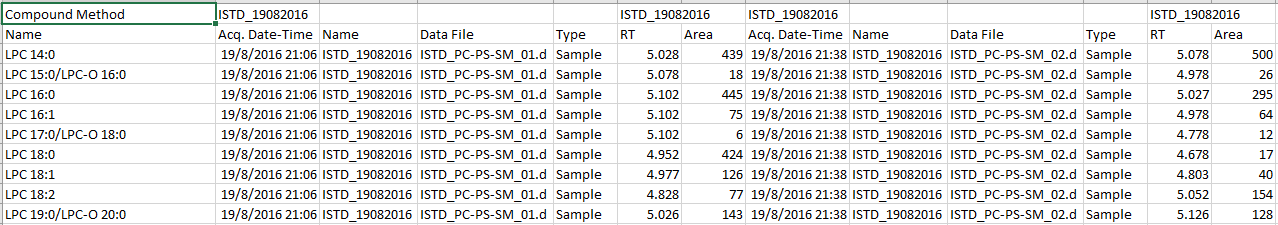 Compound Method ISTD_19082016 ISTD_19082016 ISTD_19082016 ISTD_19082016
Name Acq. Date-Time Name Data File Type RT Area Acq. Date-Time Name Data File Type RT Area
LPC 14:0 19/8/2016 21:06 ISTD_19082016 ISTD_PC-PS-SM_01.d Sample 5.028 439 19/8/2016 21:38 ISTD_19082016 ISTD_PC-PS-SM_02.d Sample 5.078 500
LPC 15:0/LPC-O 16:0 19/8/2016 21:06 ISTD_19082016 ISTD_PC-PS-SM_01.d Sample 5.078 18 19/8/2016 21:38 ISTD_19082016 ISTD_PC-PS-SM_02.d Sample 4.978 26
LPC 16:0 19/8/2016 21:06 ISTD_19082016 ISTD_PC-PS-SM_01.d Sample 5.102 445 19/8/2016 21:38 ISTD_19082016 ISTD_PC-PS-SM_02.d Sample 5.027 295
LPC 16:1 19/8/2016 21:06 ISTD_19082016 ISTD_PC-PS-SM_01.d Sample 5.102 75 19/8/2016 21:38 ISTD_19082016 ISTD_PC-PS-SM_02.d Sample 4.978 64
LPC 17:0/LPC-O 18:0 19/8/2016 21:06 ISTD_19082016 ISTD_PC-PS-SM_01.d Sample 5.102 6 19/8/2016 21:38 ISTD_19082016 ISTD_PC-PS-SM_02.d Sample 4.778 12
LPC 18:0 19/8/2016 21:06 ISTD_19082016 ISTD_PC-PS-SM_01.d Sample 4.952 424 19/8/2016 21:38 ISTD_19082016 ISTD_PC-PS-SM_02.d Sample 4.678 17
LPC 18:1 19/8/2016 21:06 ISTD_19082016 ISTD_PC-PS-SM_01.d Sample 4.977 126 19/8/2016 21:38 ISTD_19082016 ISTD_PC-PS-SM_02.d Sample 4.803 40
LPC 18:2 19/8/2016 21:06 ISTD_19082016 ISTD_PC-PS-SM_01.d Sample 4.828 77 19/8/2016 21:38 ISTD_19082016 ISTD_PC-PS-SM_02.d Sample 5.052 154
LPC 19:0/LPC-O 20:0 19/8/2016 21:06 ISTD_19082016 ISTD_PC-PS-SM_01.d Sample 5.026 143 19/8/2016 21:38 ISTD_19082016 ISTD_PC-PS-SM_02.d Sample 5.126 128